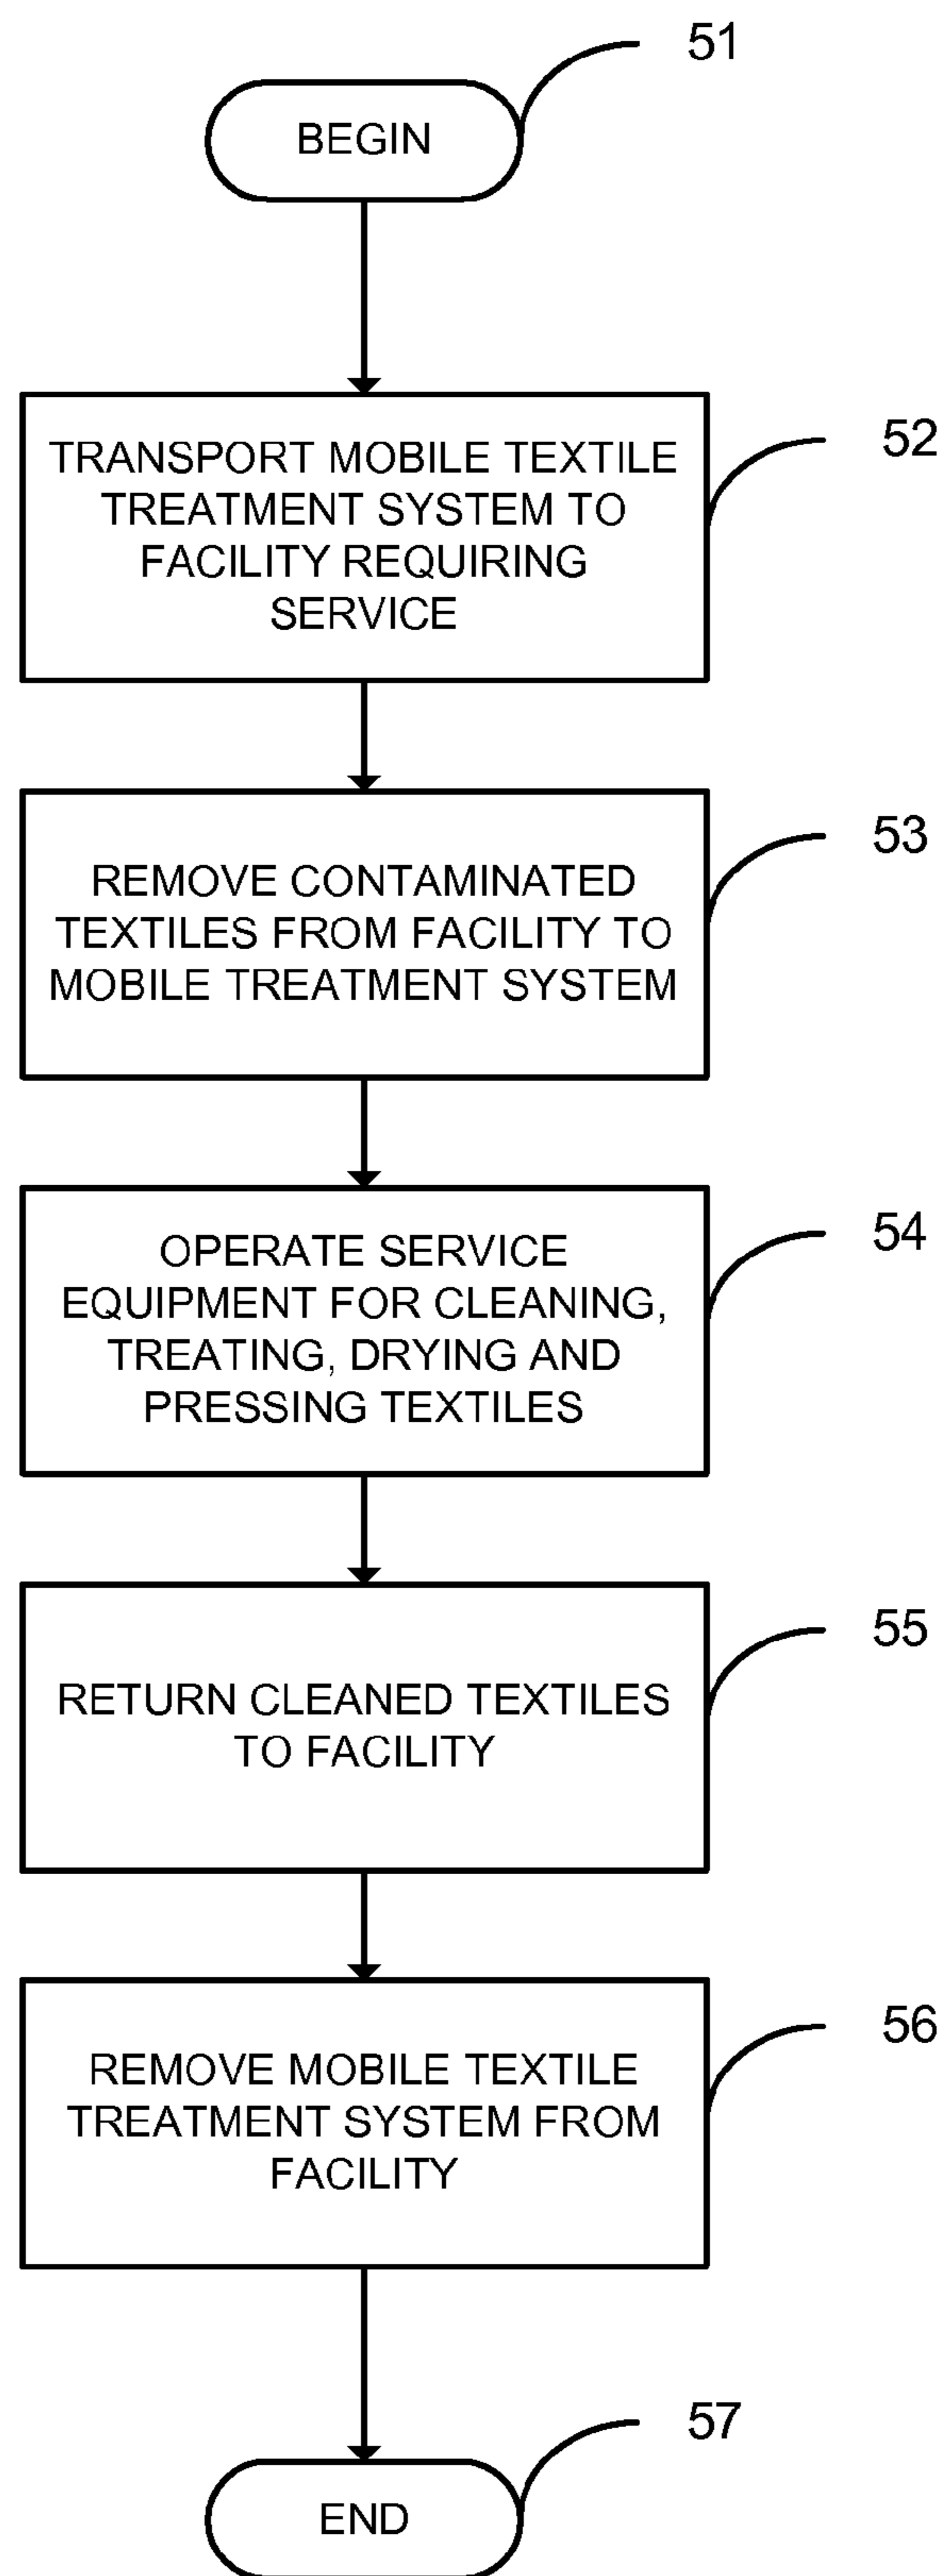 51
BEGIN
52
TRANSPORT MOBILE TEXTILE
TREATMENT SYSTEM TO
FACILITY REQUIRING
SERVICE
53
REMOVE CONTAMINATED
TEXTILES FROM FACILITY TO
MOBILE TREATMENT SYSTEM
54
OPERATE SERVICE
EQUIPMENT FOR CLEANING,
TREATING, DRYING AND
PRESSING TEXTILES
55
RETURN CLEANED TEXTILES
TO FACILITY
56
REMOVE MOBILE TEXTILE
TREATMENT SYSTEM FROM
FACILITY
57
END